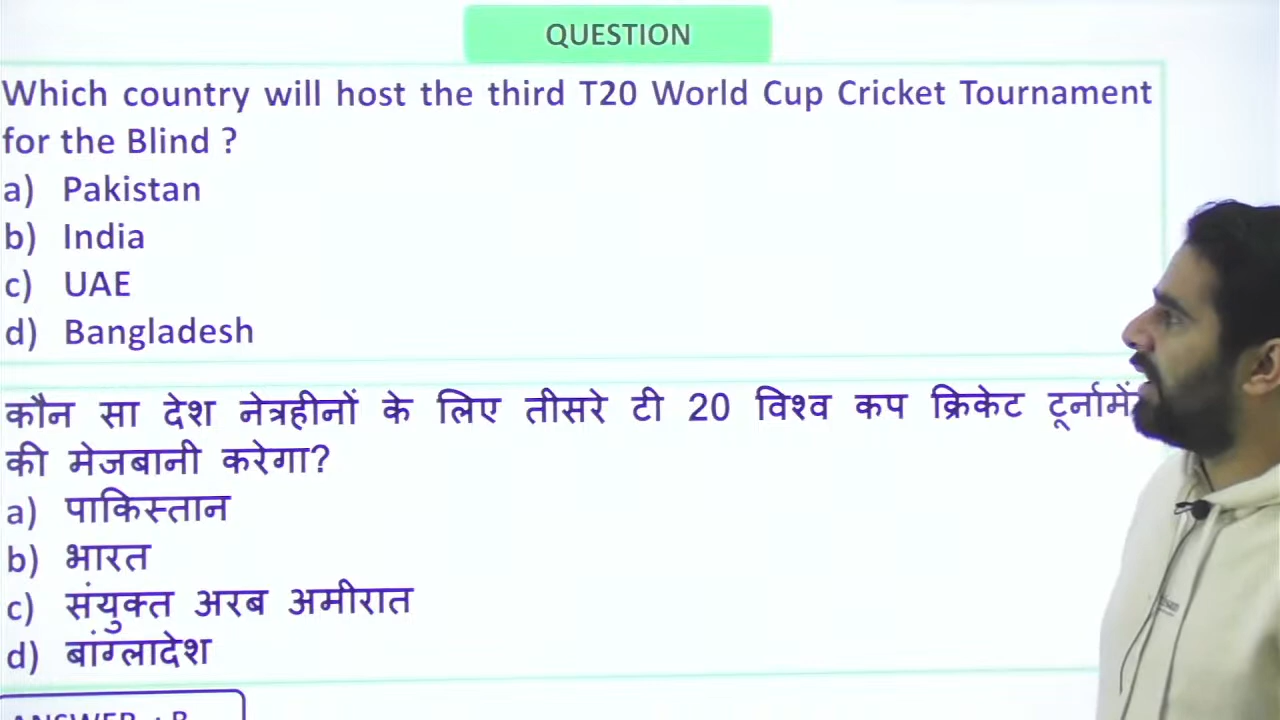 QUESTION
Which country will host the third T20 World Cup Cricket Tournament
for the Blind ?
a) Pakistan
b) India
c) UAE
d) Bangladesh
कौन सा देश नेत्रहीनों के लिए तीसरे टी 20 विश्व कप क्रिकेट
की मेजबानी करेगा?
a) पाकिस्तान
b) भारत
c) संयुक्त अरब अमीरात
d) बांग्लादेश
ANSWER : B